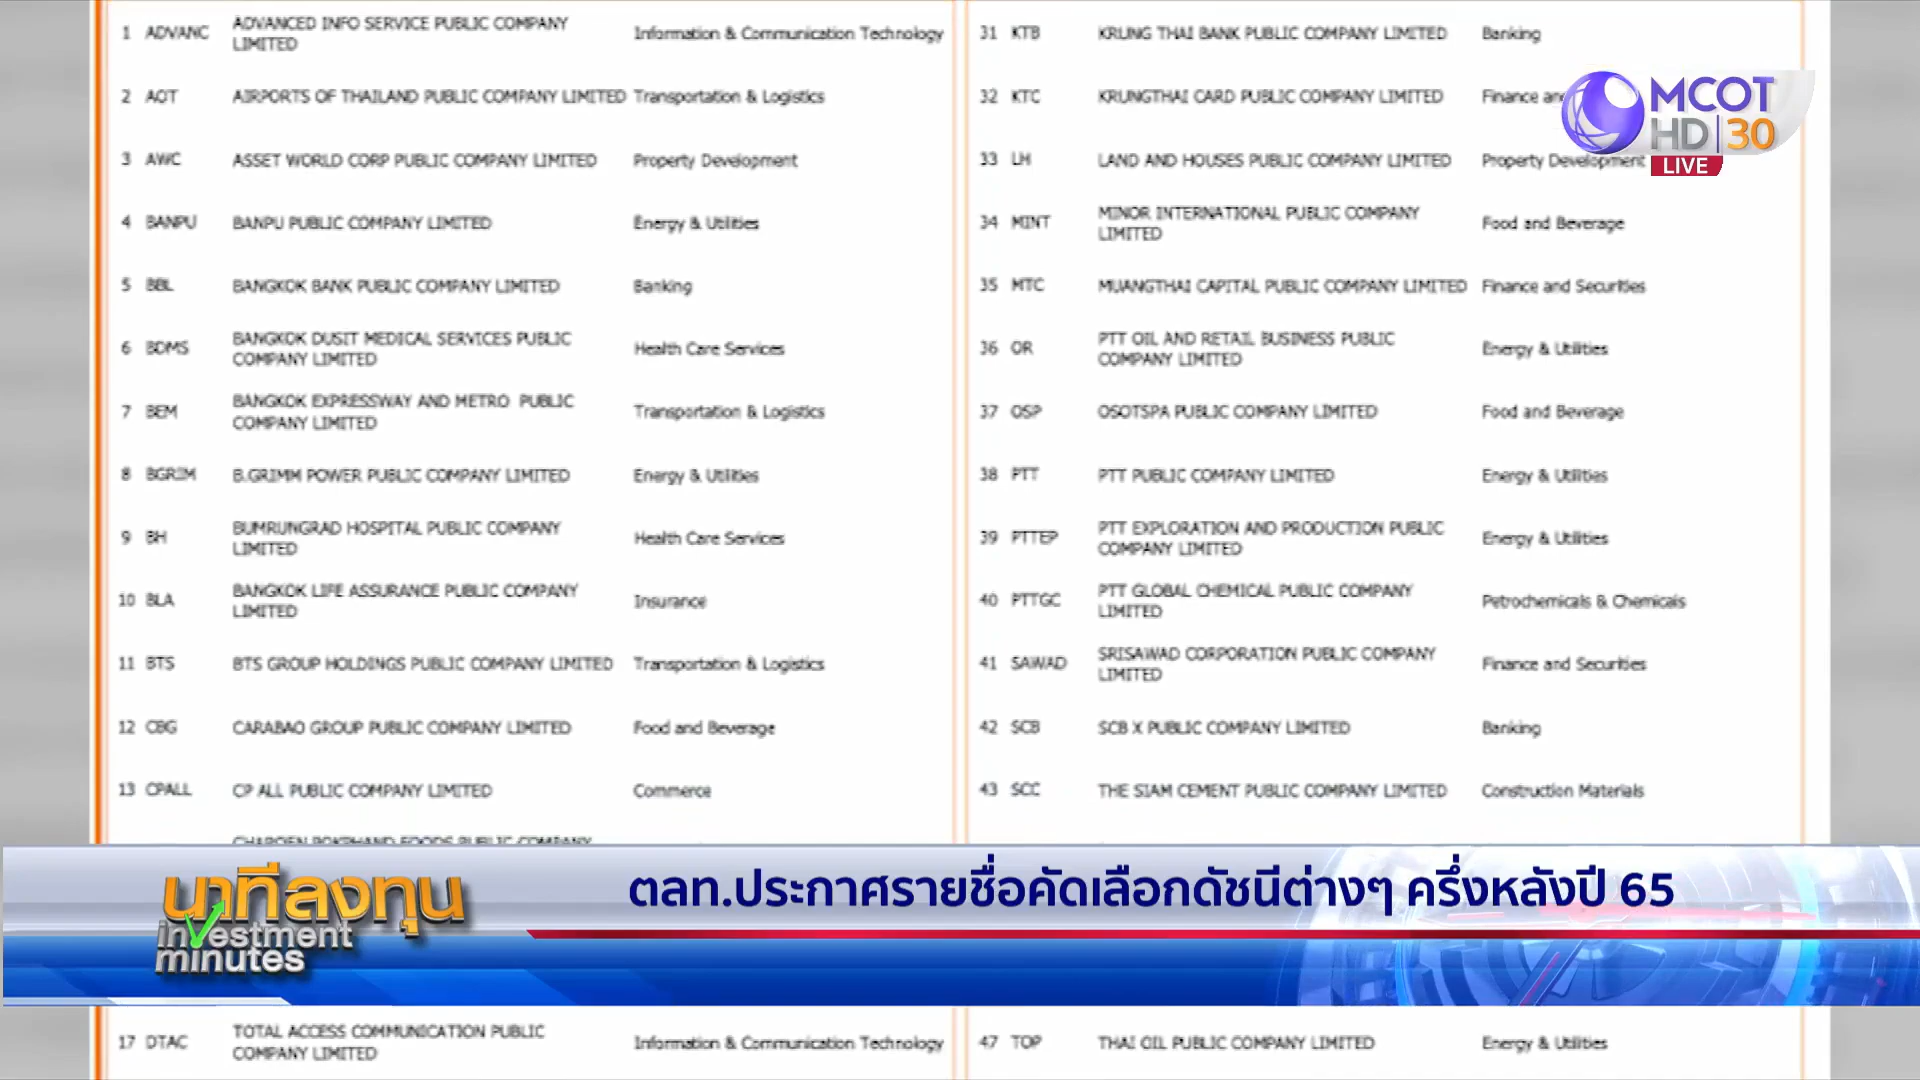 1 ADVANC ADVANCED INFO SERVICE PUBLIC COMPANY LIMITED Information & Communication Technology
2 AOT AIRPORTS OF THAILAND PUBLIC COMPANY LIMITED Transportation & Logistics
3 AWC ASSET WORLD CORP PUBLIC COMPANY LIMITED Property Development
4 BANPU BANPU PUBLIC COMPANY LIMITED Energy & Utilities
5 BBL BANGKOK BANK PUBLIC COMPANY LIMITED Banking
6 BDMS BANGKOK DUSIT MEDICAL SERVICES PUBLIC COMPANY LIMITED Health Care Services
7 BEM BANGKOK EXPRESSWAY AND METRO PUBLIC COMPANY LIMITED Transportation & Logistics
8 BGRIM B.GRIMM POWER PUBLIC COMPANY LIMITED Energy & Utilities
9 BH BUMRUNGRAD HOSPITAL PUBLIC COMPANY LIMITED Health Care Services
10 BLA BANGKOK LIFE ASSURANCE PUBLIC COMPANY LIMITED Insurance
11 BTS BTS GROUP HOLDINGS PUBLIC COMPANY LIMITED Transportation & Logistics
12 CBG CARABAO GROUP PUBLIC COMPANY LIMITED Food and Beverage
13 CPALL CP ALL PUBLIC COMPANY LIMITED Commerce
CHAROEN POKPHAND FOODS PUBLIC COMPANY
17 DTAC TOTAL ACCESS COMMUNICATION PUBLIC COMPANY LIMITED Information & Communication Technology
31 KTB KRUNG THAI BANK PUBLIC COMPANY LIMITED Banking
32 KTC KRUNGTHAI CARD PUBLIC COMPANY LIMITED Finance and
33 LH LAND AND HOUSES PUBLIC COMPANY LIMITED Property Development
34 MINT MINOR INTERNATIONAL PUBLIC COMPANY LIMITED Food and Beverage
35 MTC MUANGTHAI CAPITAL PUBLIC COMPANY LIMITED Finance and Securities
36 OR PTT OIL AND RETAIL BUSINESS PUBLIC COMPANY LIMITED Energy & Utilities
37 OSP OSOTSPA PUBLIC COMPANY LIMITED Food and Beverage
38 PTT PTT PUBLIC COMPANY LIMITED Energy & Utilities
39 PTTEP PTT EXPLORATION AND PRODUCTION PUBLIC COMPANY LIMITED Energy & Utilities
40 PTTGC PTT GLOBAL CHEMICAL PUBLIC COMPANY LIMITED Petrochemicals & Chemicals
41 SAWAD SRISAWAD CORPORATION PUBLIC COMPANY LIMITED Finance and Securities
42 SCB SCB X PUBLIC COMPANY LIMITED Banking
43 SCC THE SIAM CEMENT PUBLIC COMPANY LIMITED Construction Materials
47 TOP THAI OIL PUBLIC COMPANY LIMITED Energy & Utilities
MCOT
HD 30
LIVE
นาทีลงทุน
investment
minutes
ตลท.ประกาศรายชื่อคัดเลือกดัชนีต่างๆ ครึ่งหลังปี 65